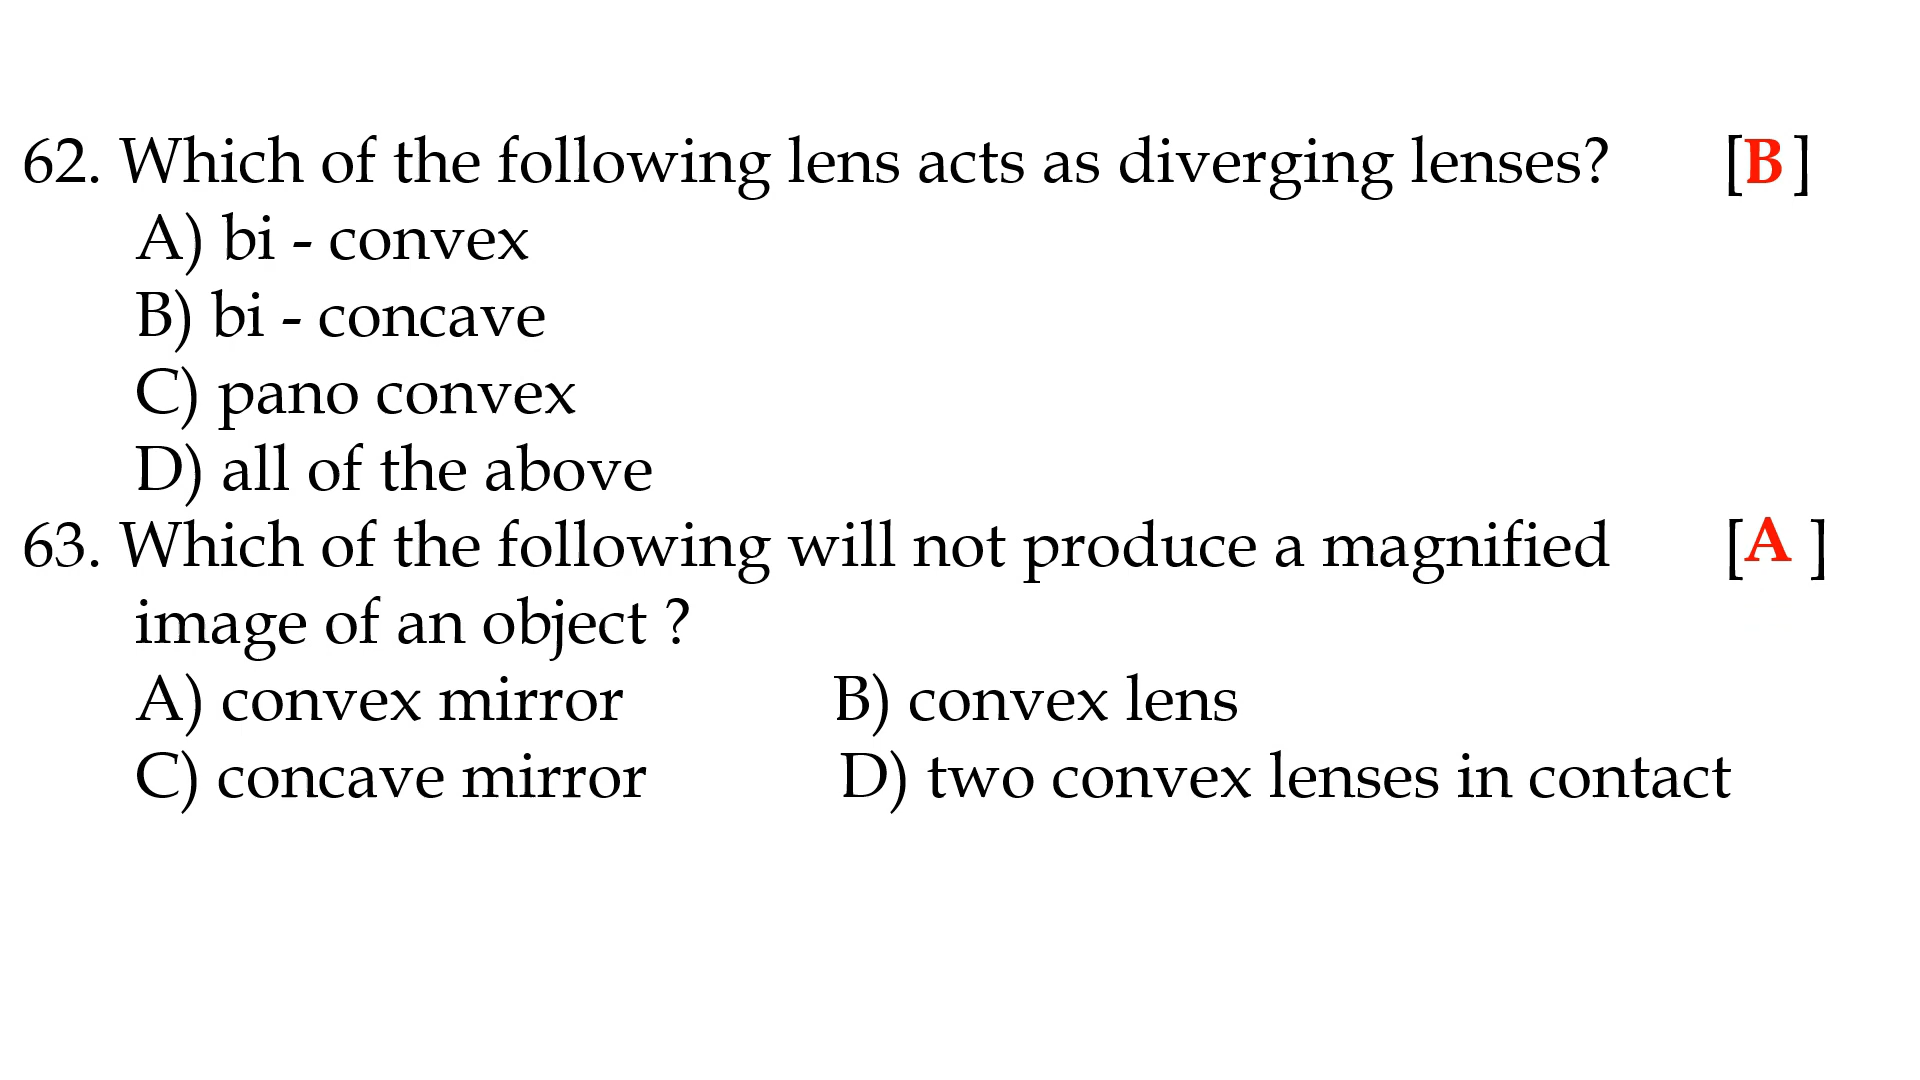 62. Which of the following lens acts as diverging lenses? [B]
A) bi - convex
B) bi - concave
C) pano convex
D) all of the above
63. Which of the following will not produce a magnified [A ]
image of an object ?
A) convex mirror B) convex lens
C) concave mirror D) two convex lenses in contact